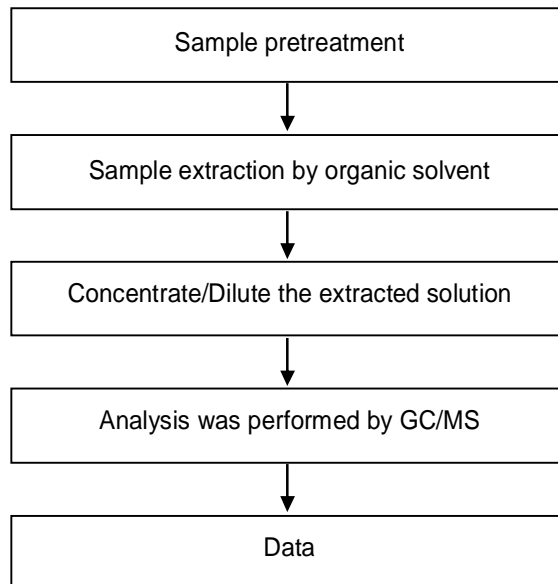 Sample pretreatment
Sample extraction by organic solvent
Concentrate/Dilute the extracted solution
Analysis was performed by GC/MS
Data